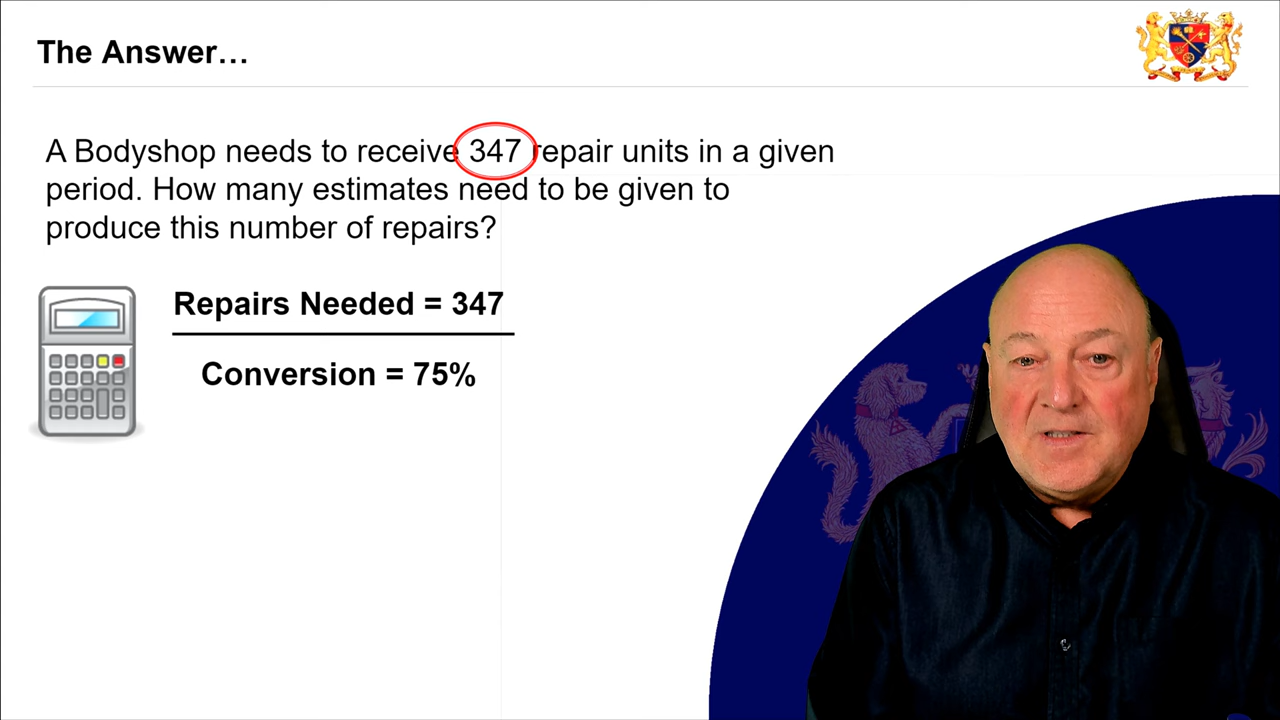 The Answer…
A Bodyshop needs to receive 347 repair units in a given
period. How many estimates need to be given to
produce this number of repairs?
Repairs Needed = 347
Conversion = 75%